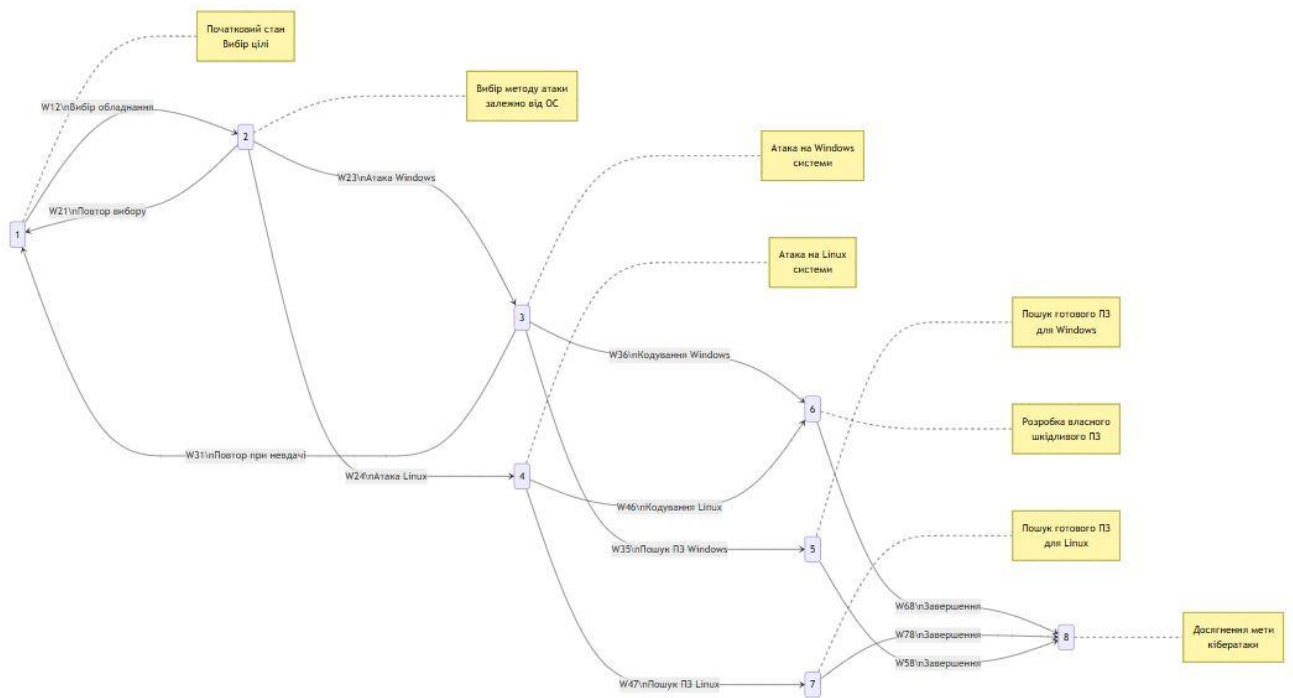 Початковий стан
Вибір цілі
Вибір методу атаки
залежно від ОС
W12\nВибір обладнання
2
Атака на Windows
системи
W23\nАтака Windows
W21\nПовтор вибору
1
Атака на Linux
системи
3
Пошук готового ПЗ
для Windows
W36\nКодування Windows
6
Розробка власного
шкідливого ПЗ
W31\nПовтор при невдачі
W24\nАтака Linux
4
W46\nКодування Linux
Пошук готового ПЗ
для Linux
W35\nПошук ПЗ Windows
5
W68\nЗавершення
W78\nЗавершення
8
Досягнення мети
кібератаки
W58\nЗавершення
W47\nПошук ПЗ Linux
7